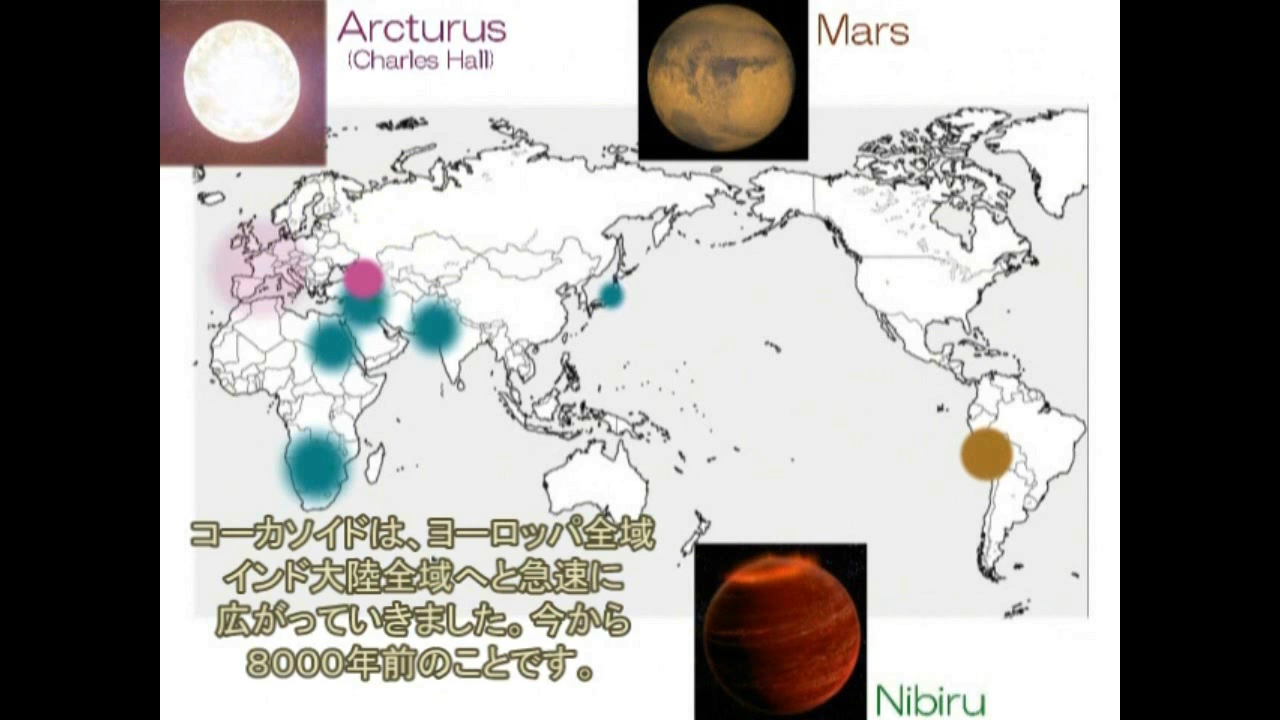 Arcturus
(Charles Hall)
Mars
コーカソイドは、ヨーロッパ全域
インド大陸全域へと急速に
広がっていきました。今から
8000年前のことです。
Nibiru